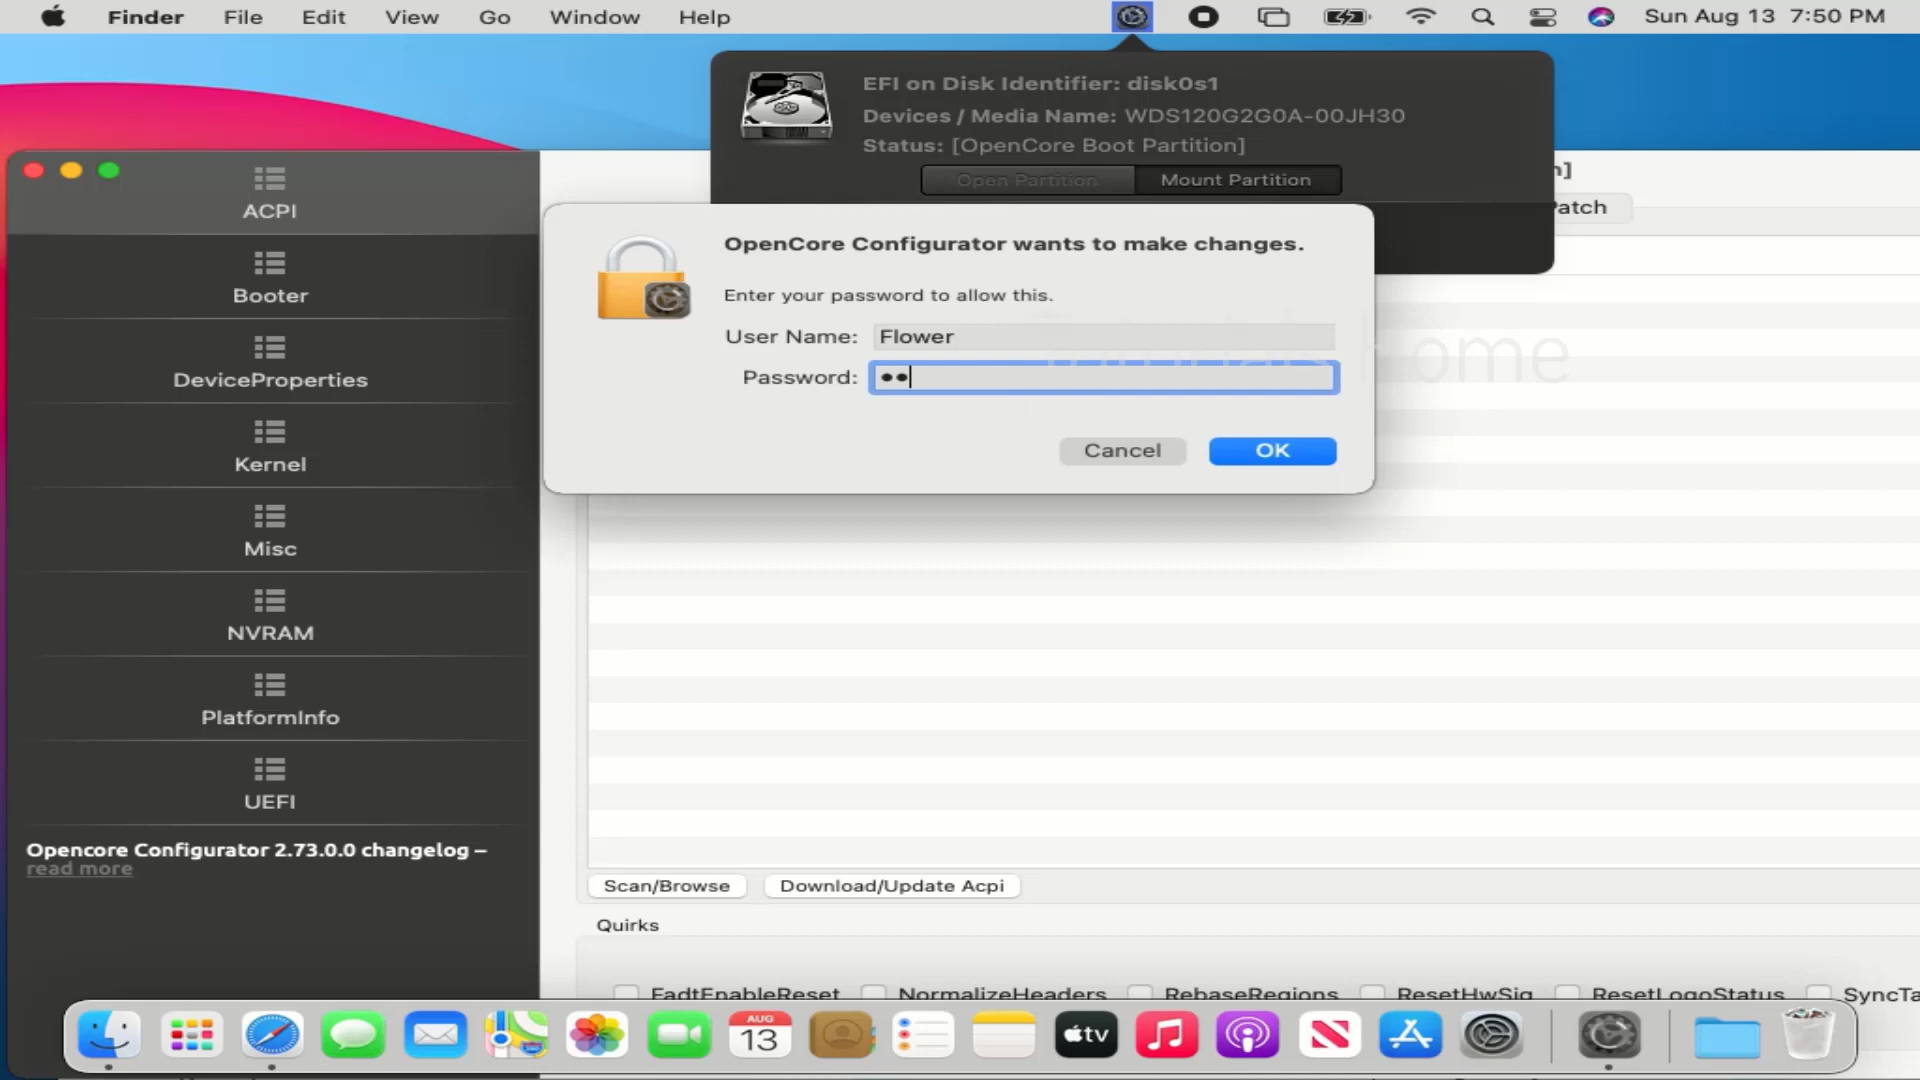 Finder File Edit View Go Window Help
Sun Aug 13 7:50 PM
EFI on Disk Identifier: disk0s1
Devices / Media Name: WDS120G2G0A-00JH30
Status: [OpenCore Boot Partition]
Open Partition Mount Partition
n]
atch
OpenCore Configurator wants to make changes.
Enter your password to allow this.
User Name: Flower
Password:
home
Cancel OK
ACPI
Booter
DeviceProperties
Kernel
Misc
NVRAM
PlatformInfo
UEFI
Opencore Configurator 2.73.0.0 changelog –
read more
Scan/Browse Download/Update Acpi
Quirks
FadtEnableReset NormalizeHeaders RebaseRegions ResetHwSig ResetLogoStatus SyncTa
AUG
13
tv